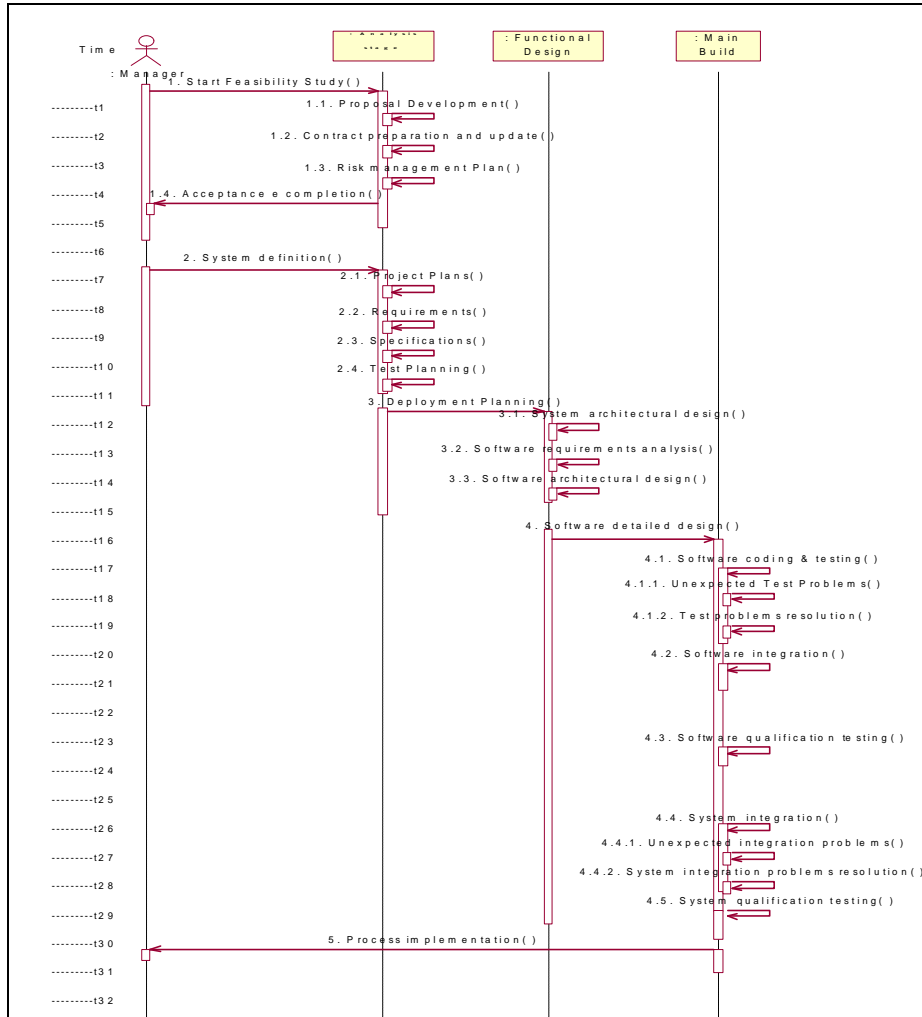 Time
: Manager
: Functional
Design
: Main
Build
1. Start Feasibility Study()
---------t1
1.1. Proposal Development()
---------t2
1.2. Contract preparation and update()
---------t3
1.3. Risk management Plan()
---------t4
1.4. Acceptance e completion()
---------t5
---------t6
2. System definition()
---------t7
2.1. Project Plans()
---------t8
2.2. Requirements()
---------t9
2.3. Specifications()
---------t10
2.4. Test Planning()
---------t11
3. Deployment Planning()
---------t12
3.1. System architectural design()
---------t13
3.2. Software requirements analysis()
---------t14
3.3. Software architectural design()
---------t15
4. Software detailed design()
---------t16
4.1. Software coding & testing()
---------t17
4.1.1. Unexpected Test Problems()
---------t18
4.1.2. Test problems resolution()
---------t19
---------t20
4.2. Software integration()
---------t21
---------t22
---------t23
4.3. Software qualification testing()
---------t24
---------t25
4.4. System integration()
---------t26
4.4.1. Unexpected integration problems()
---------t27
4.4.2. System integration problems resolution()
---------t28
4.5. System qualification testing()
---------t29
5. Process implementation()
---------t30
---------t31
---------t32